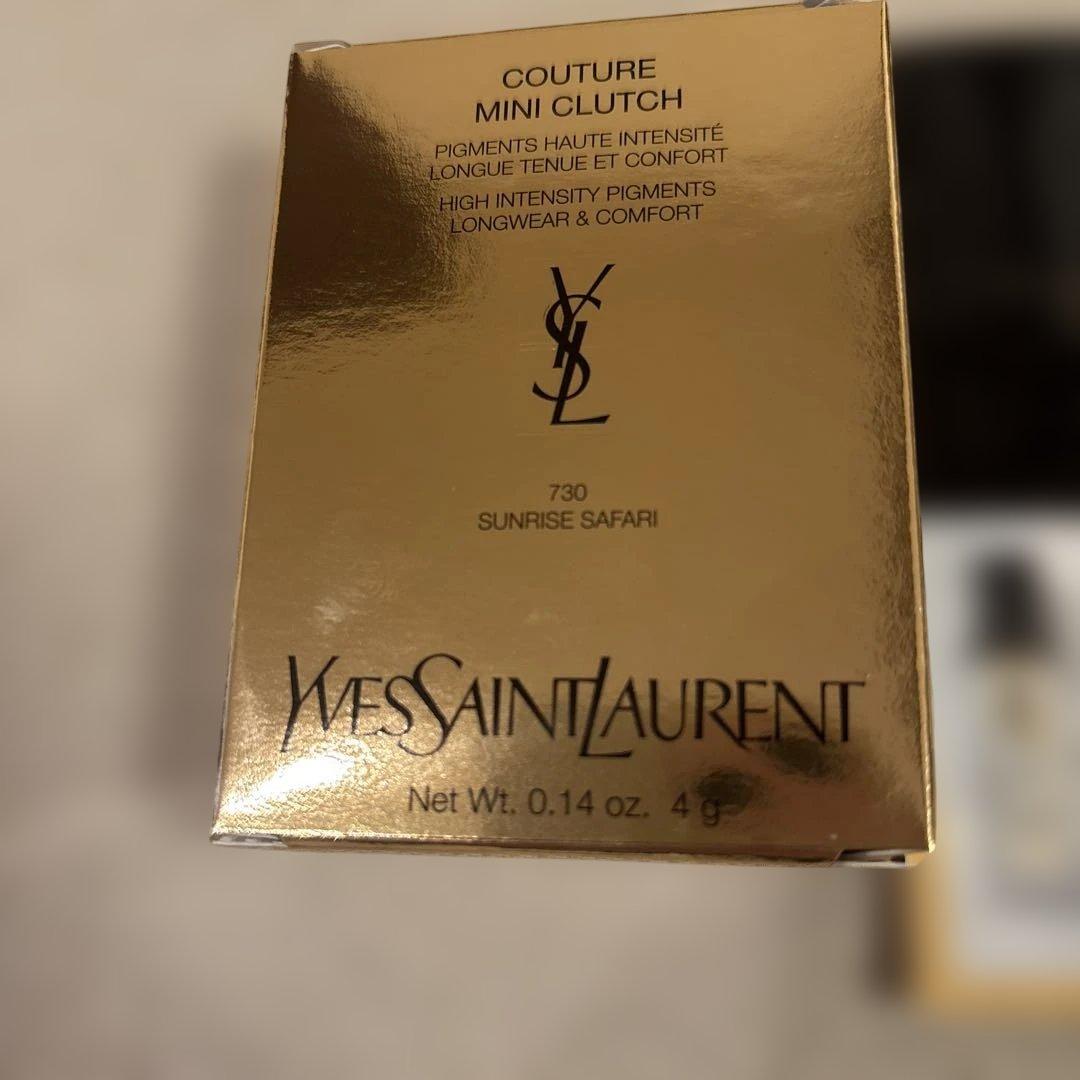 COUTURE
MINI CLUTCH
PIGMENTS HAUTE INTENSITÉ
LONGUE TENUE ET CONFORT
HIGH INTENSITY PIGMENTS
LONGWEAR & COMFORT
YSL
730
SUNRISE SAFARI
YVESSAINTLAURENT
Net Wt. 0.14 oz. 4 g